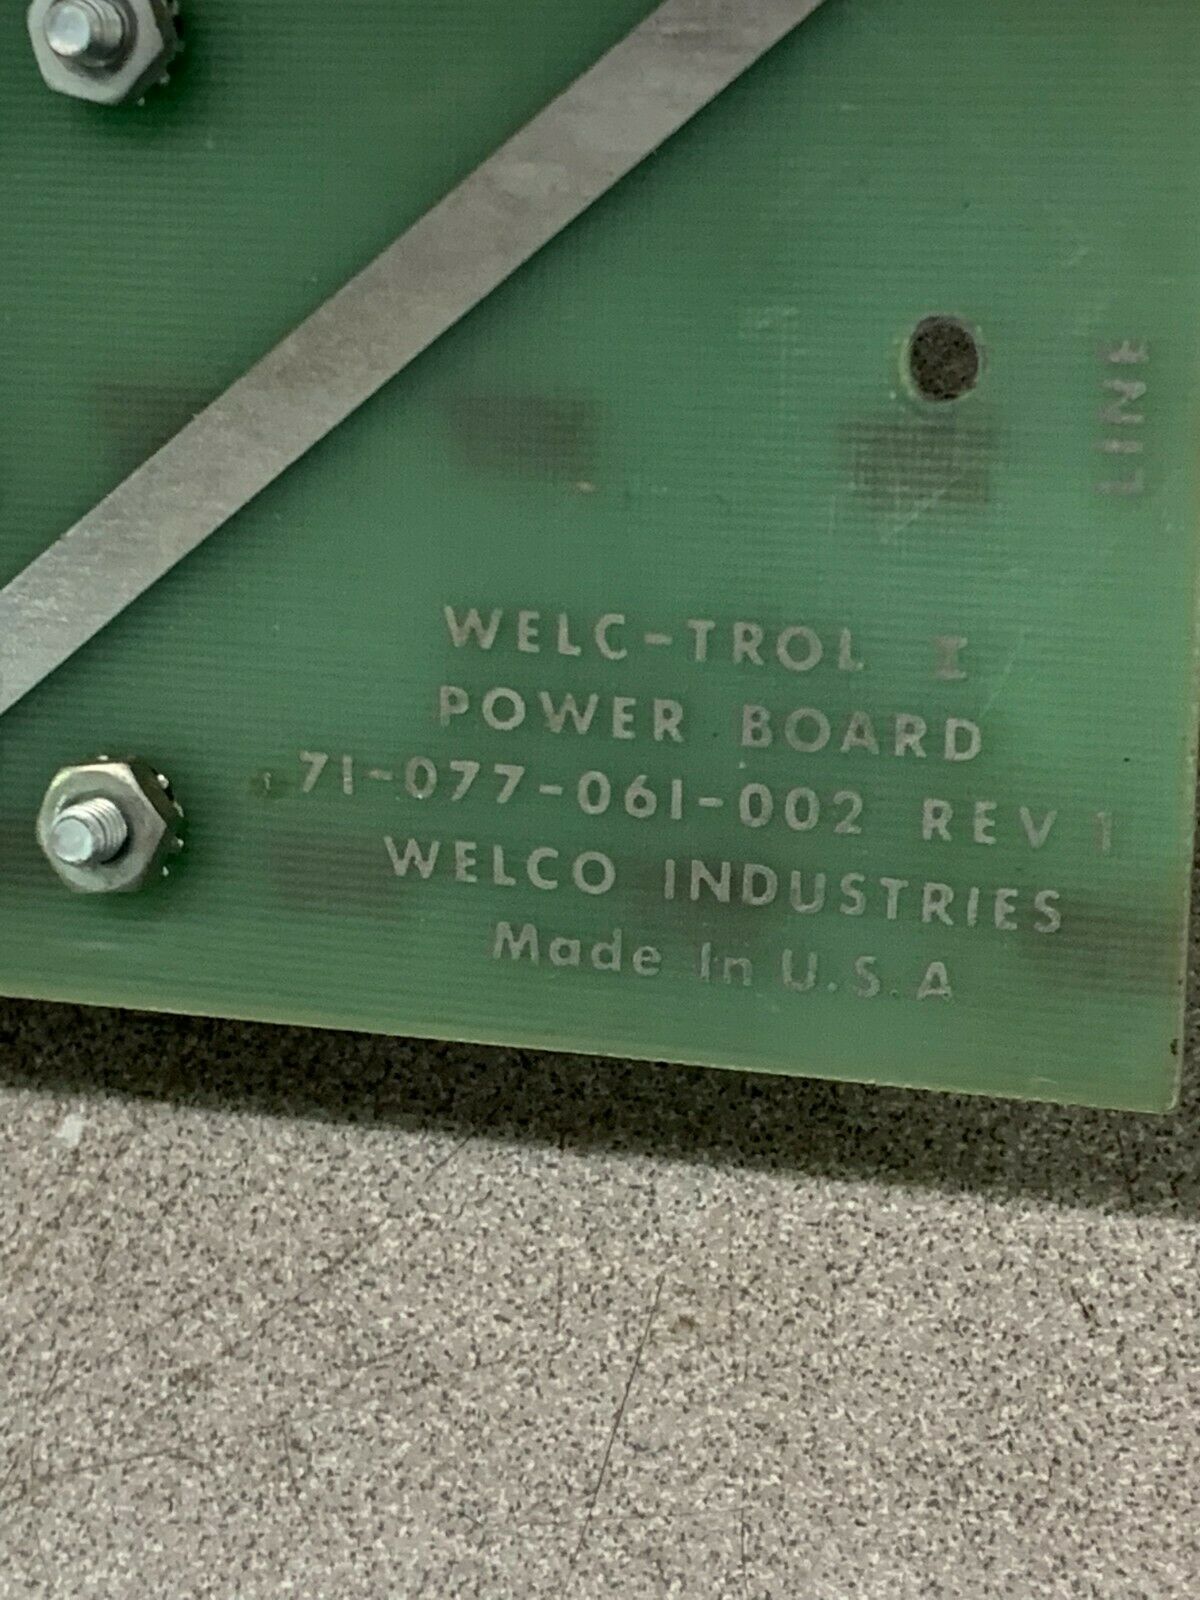 LINE
WELC-TROL I
POWER BOARD
71-077-061-002 REV 1
WELCO INDUSTRIES
Made In U.S.A